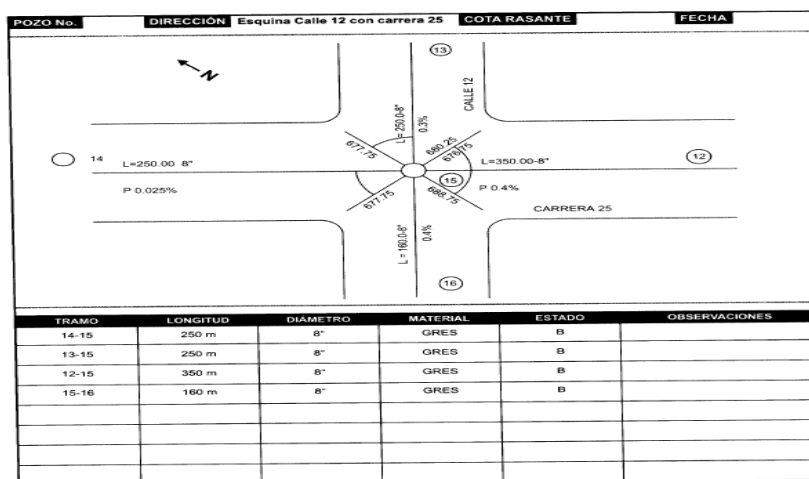 POZO No. DIRECCIÓN Esquina Calle 12 con carrera 25 COTA RASANTE FECHA
N
13
CALLE 12
L=250.0-8"
0.3%
677.75
680.25
676.75
14
L=250.00 8"
L=350.00-8"
12
P 0.025%
15
P 0.4%
677.75
688.75
CARRERA 25
L = 160.0-8"
0.4%
16
TRAMO LONGITUD DIÁMETRO MATERIAL ESTADO OBSERVACIONES
14-15 250 m 8" GRES B
13-15 250 m 8" GRES B
12-15 350 m 8" GRES B
15-16 160 m 8" GRES B